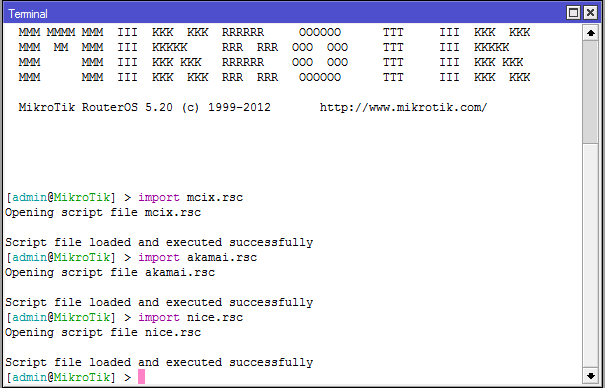 Terminal
MMM MMMM MMM  III  KKK  KKK  RRRRRR     OOOOOO      TTT     III  KKK  KKK
MMM  MM  MMM  III  KKKKK     RRR  RRR  OOO  OOO     TTT     III  KKKKK
MMM      MMM  III  KKK KKK   RRRRRR    OOO  OOO     TTT     III  KKK KKK
MMM      MMM  III  KKK  KKK  RRR  RRR   OOOOOO      TTT     III  KKK  KKK
MikroTik RouterOS 5.20 (c) 1999-2012       http://www.mikrotik.com/
[admin@MikroTik] > import mcix.rsc
Opening script file mcix.rsc
Script file loaded and executed successfully
[admin@MikroTik] > import akamai.rsc
Opening script file akamai.rsc
Script file loaded and executed successfully
[admin@MikroTik] > import nice.rsc
Opening script file nice.rsc
Script file loaded and executed successfully
[admin@MikroTik] >